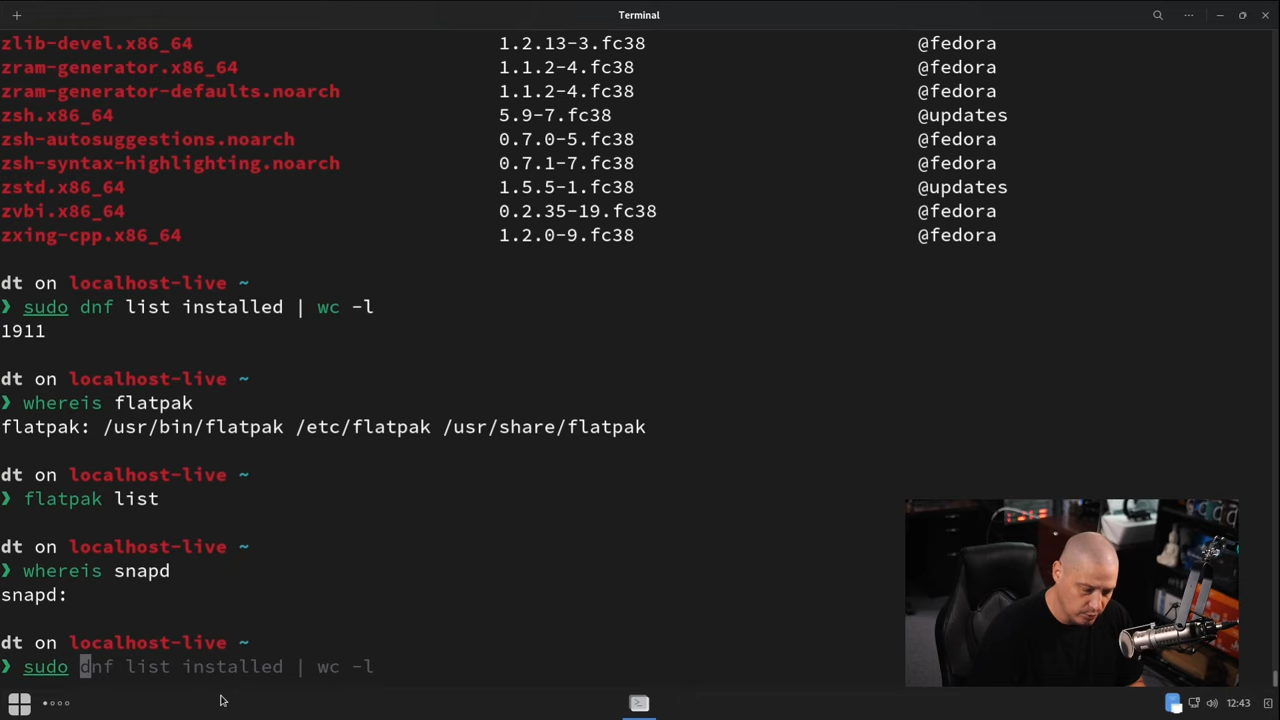 Terminal
zlib-devel.x86_64 1.2.13-3.fc38 @fedora
zram-generator.x86_64 1.1.2-4.fc38 @fedora
zram-generator-defaults.noarch 1.1.2-4.fc38 @fedora
zsh.x86_64 5.9-7.fc38 @updates
zsh-autosuggestions.noarch 0.7.0-5.fc38 @fedora
zsh-syntax-highlighting.noarch 0.7.1-7.fc38 @fedora
zstd.x86_64 1.5.5-1.fc38 @updates
zvbi.x86_64 0.2.35-19.fc38 @fedora
zxing-cpp.x86_64 1.2.0-9.fc38 @fedora
dt on localhost-live ~
❯ sudo dnf list installed | wc -l
1911
dt on localhost-live ~
❯ whereis flatpak
flatpak: /usr/bin/flatpak /etc/flatpak /usr/share/flatpak
dt on localhost-live ~
❯ flatpak list
dt on localhost-live ~
❯ whereis snapd
snapd:
dt on localhost-live ~
❯ sudo dnf list installed | wc -l
12:43